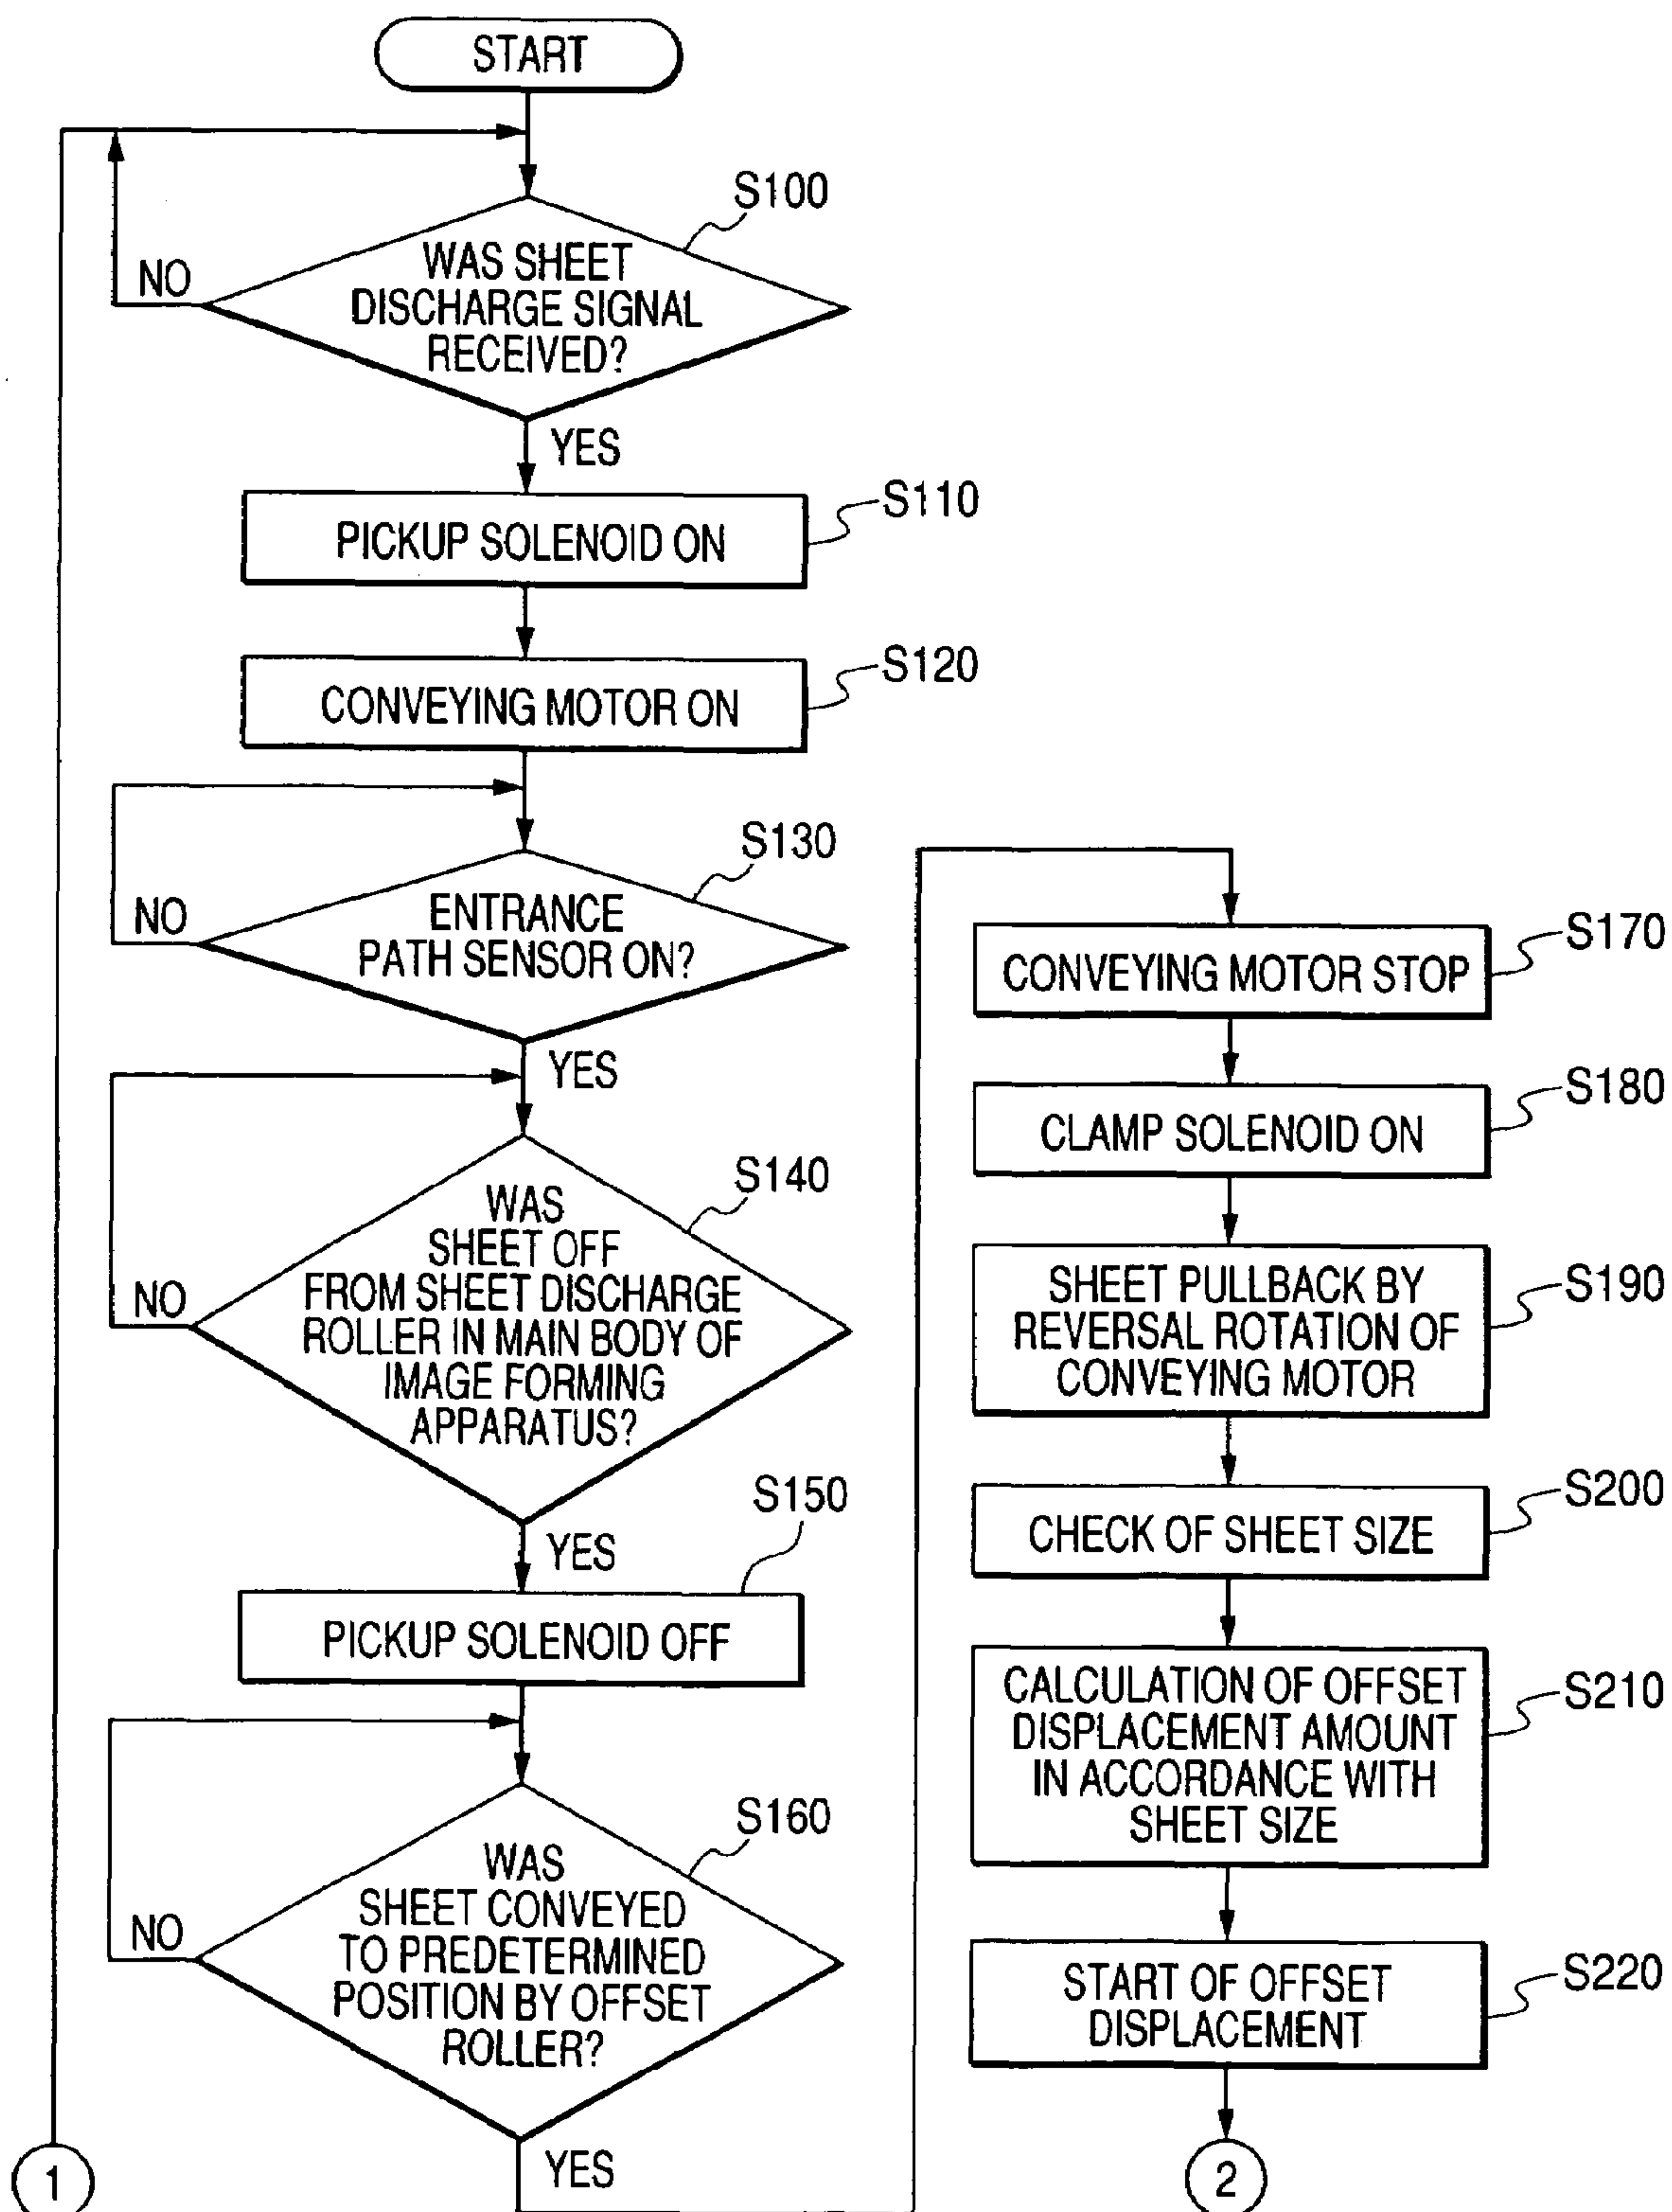 START
S100
WAS SHEET
DISCHARGE SIGNAL
RECEIVED?
NO
YES
S110
PICKUP SOLENOID ON
S120
CONVEYING MOTOR ON
S130
ENTRANCE
PATH SENSOR ON?
NO
YES
S140
WAS
SHEET OFF
FROM SHEET DISCHARGE
ROLLER IN MAIN BODY OF
IMAGE FORMING
APPARATUS?
NO
YES
S150
PICKUP SOLENOID OFF
S160
WAS
SHEET CONVEYED
TO PREDETERMINED
POSITION BY OFFSET
ROLLER?
NO
YES
1
S170
CONVEYING MOTOR STOP
S180
CLAMP SOLENOID ON
S190
SHEET PULLBACK BY
REVERSAL ROTATION OF
CONVEYING MOTOR
S200
CHECK OF SHEET SIZE
S210
CALCULATION OF OFFSET
DISPLACEMENT AMOUNT
IN ACCORDANCE WITH
SHEET SIZE
S220
START OF OFFSET
DISPLACEMENT
2